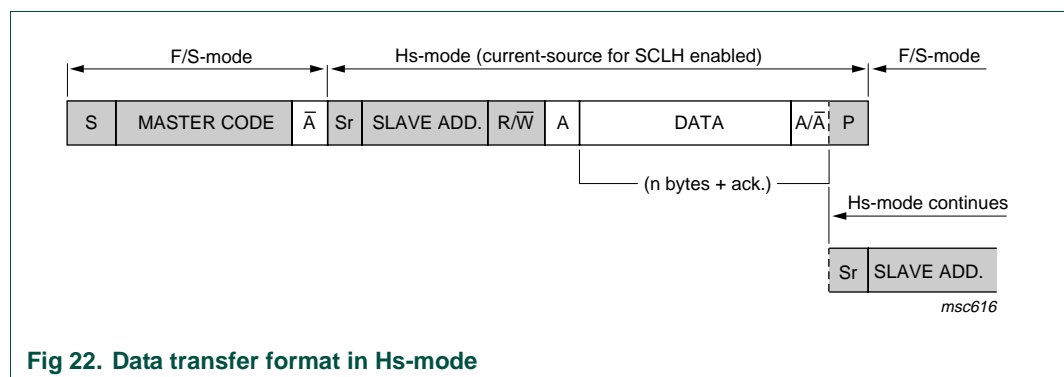 F/S-mode Hs-mode (current-source for SCLH enabled) F/S-mode
S MASTER CODE A̅ Sr SLAVE ADD. R/W̅ A DATA A/A̅ P
(n bytes + ack.)
Hs-mode continues
Sr SLAVE ADD.
msc616
Fig 22. Data transfer format in Hs-mode